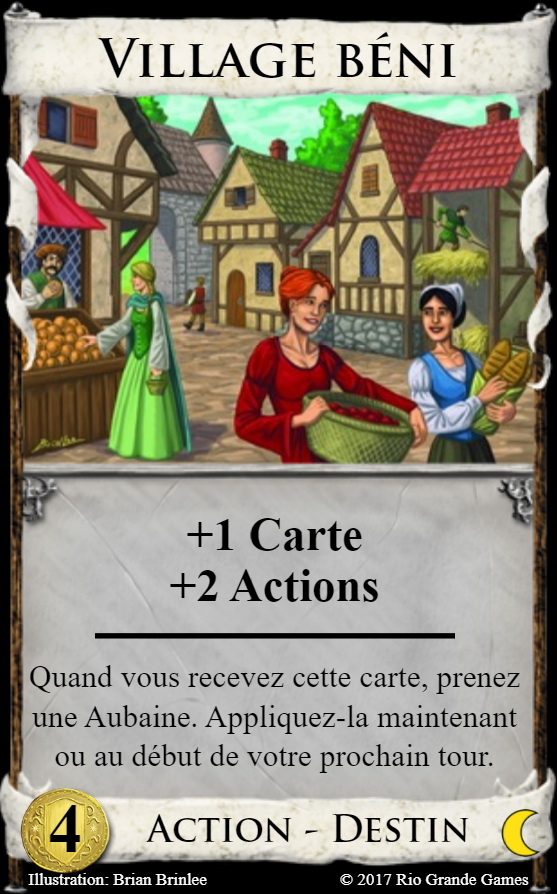 VILLAGE BÉNI
BRINLEE
+1 Carte
+2 Actions
Quand vous recevez cette carte, prenez
une Aubaine. Appliquez-la maintenant
ou au début de votre prochain tour.
4 ACTION - DESTIN
Illustration: Brian Brinlee © 2017 Rio Grande Games